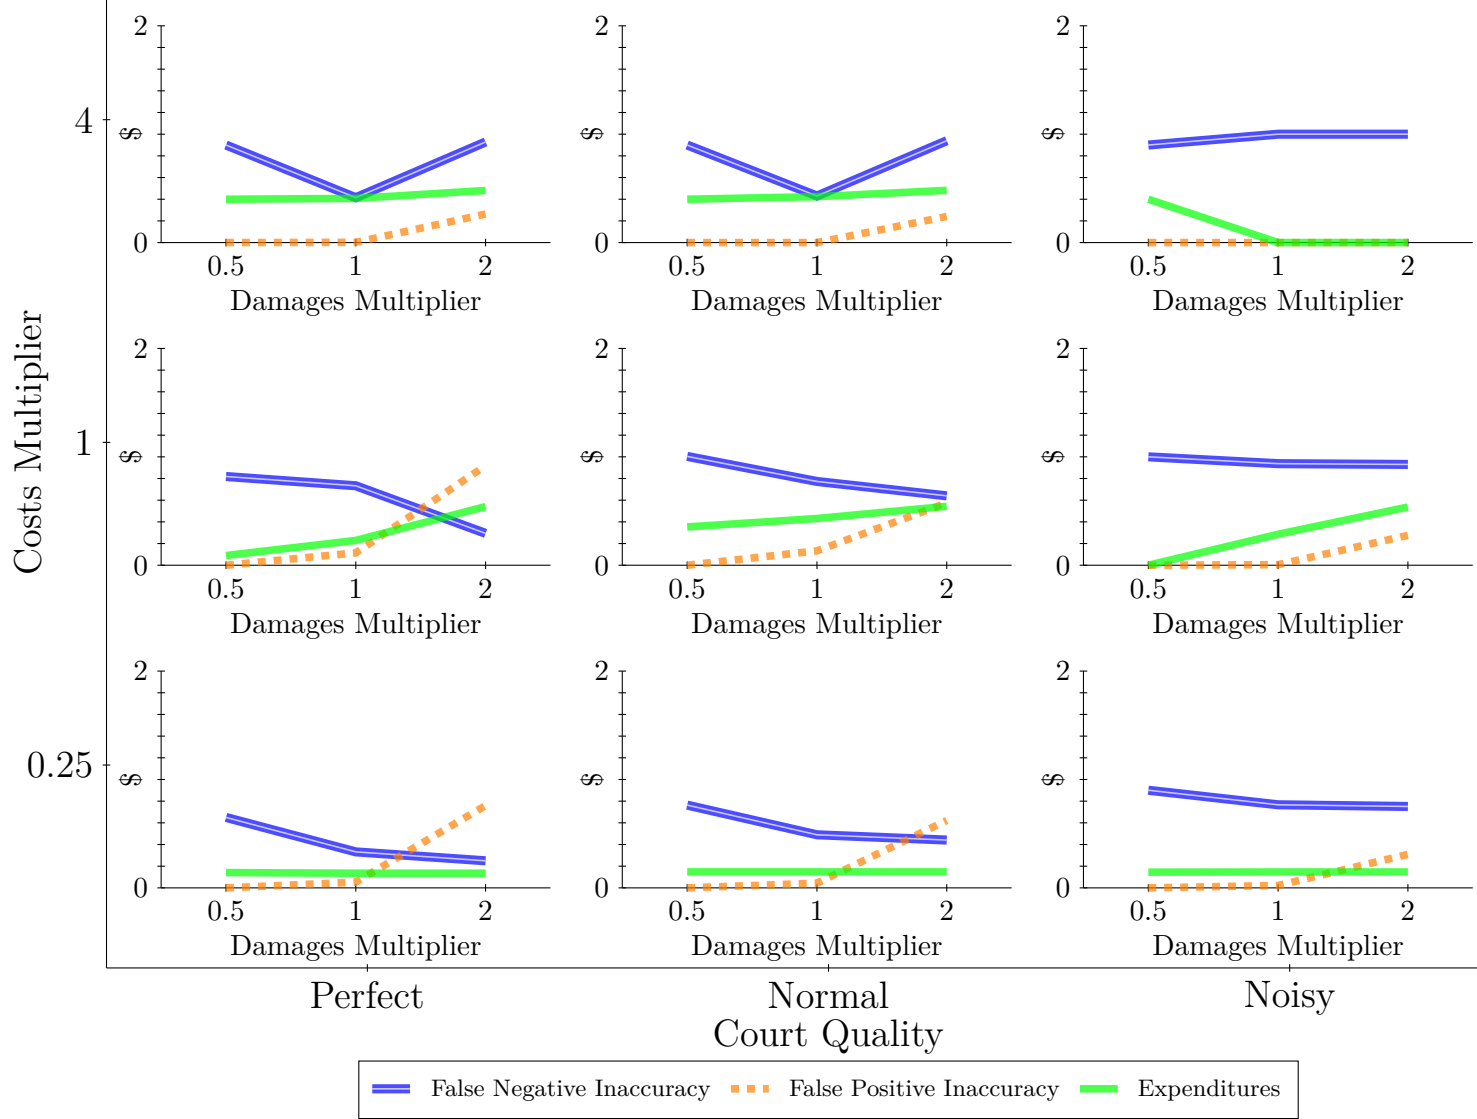 2
$
0
0.5 1 2
Damages Multiplier
2
$
0
0.5 1 2
Damages Multiplier
2
$
0
0.5 1 2
Damages Multiplier
4
2
$
0
0.5 1 2
Damages Multiplier
2
$
0
0.5 1 2
Damages Multiplier
2
$
0
0.5 1 2
Damages Multiplier
1
Costs Multiplier
2
$
0
0.5 1 2
Damages Multiplier
2
$
0
0.5 1 2
Damages Multiplier
2
$
0
0.5 1 2
Damages Multiplier
0.25
Perfect Normal Noisy
Court Quality
False Negative Inaccuracy False Positive Inaccuracy Expenditures